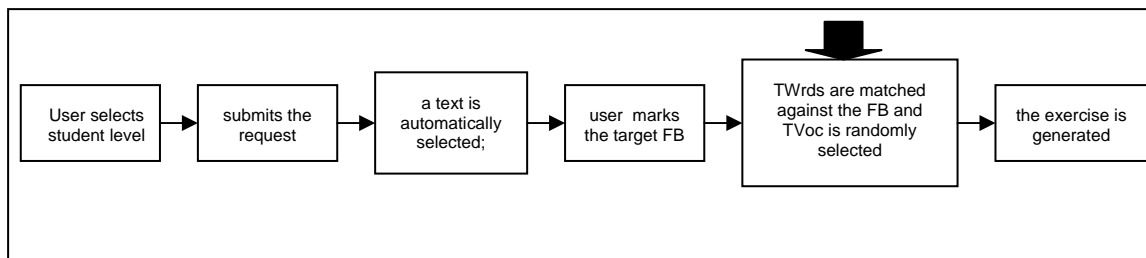 User selects
student level
submits the
request
a text is
automatically
selected;
user marks
the target FB
TWrds are matched
against the FB and
TVoc is randomly
selected
the exercise is
generated